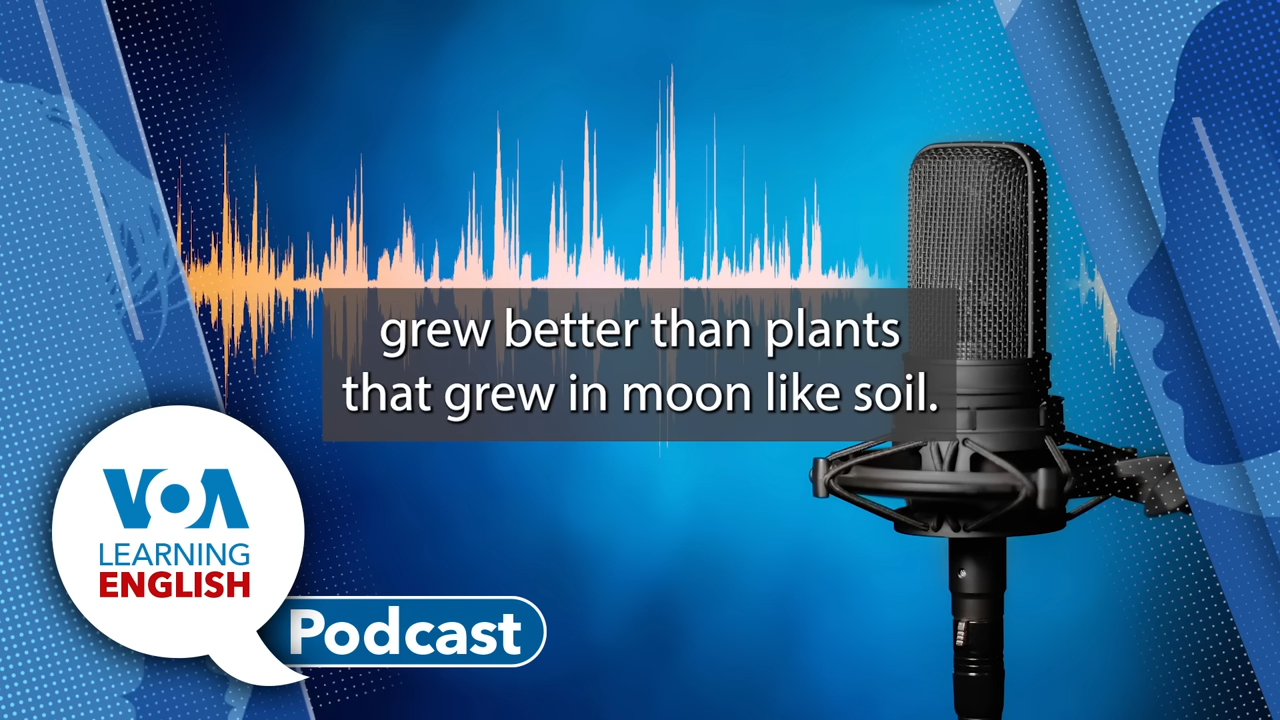 grew better than plants
that grew in moon like soil.
VOA
LEARNING
ENGLISH
Podcast